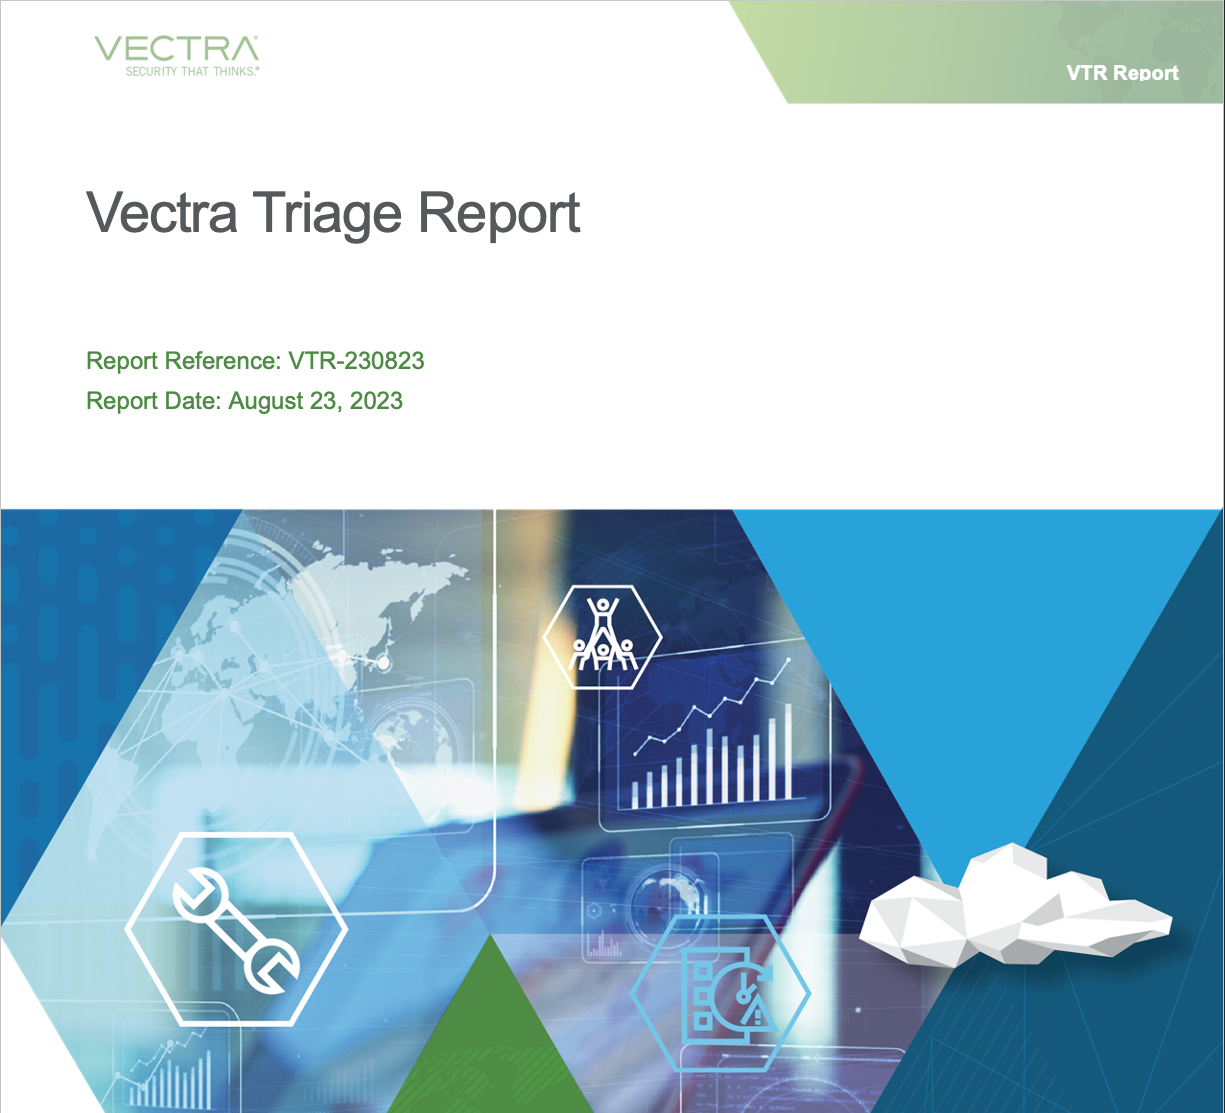 VECTRA®
SECURITY THAT THINKS.®
VTR Report
Vectra Triage Report
Report Reference: VTR-230823
Report Date: August 23, 2023